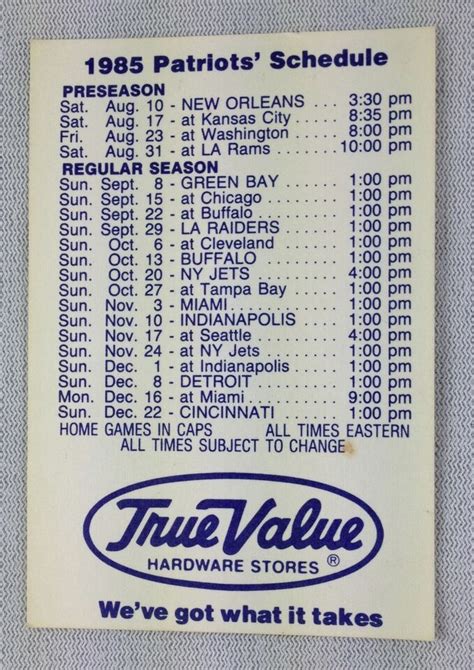 1985 Patriots' Schedule
PRESEASON
Sat. Aug. 10 - NEW ORLEANS ... 3:30 pm
Sat. Aug. 17 - at Kansas City ..... 8:35 pm
Fri. Aug. 23 - at Washington ..... 8:00 pm
Sat. Aug. 31 - at LA Rams ....... 10:00 pm
REGULAR SEASON
Sun. Sept. 8 - GREEN BAY ...... 1:00 pm
Sun. Sept. 15 - at Chicago ........ 1:00 pm
Sun. Sept. 22 - at Buffalo ......... 1:00 pm
Sun. Sept. 29 - LA RAIDERS ..... 1:00 pm
Sun. Oct. 6 - at Cleveland ...... 1:00 pm
Sun. Oct. 13 - BUFFALO ........ 1:00 pm
Sun. Oct. 20 - NY JETS ......... 4:00 pm
Sun. Oct. 27 - at Tampa Bay ..... 1:00 pm
Sun. Nov. 3 - MIAMI ........... 1:00 pm
Sun. Nov. 10 - INDIANAPOLIS .... 1:00 pm
Sun. Nov. 17 - at Seattle ......... 4:00 pm
Sun. Nov. 24 - at NY Jets ........ 1:00 pm
Sun. Dec. 1 - at Indianapolis .... 1:00 pm
Sun. Dec. 8 - DETROIT ......... 1:00 pm
Mon. Dec. 16 - at Miami .......... 9:00 pm
Sun. Dec. 22 - CINCINNATI ...... 1:00 pm
HOME GAMES IN CAPS ALL TIMES EASTERN
ALL TIMES SUBJECT TO CHANGE
True Value
HARDWARE STORES ®
We've got what it takes